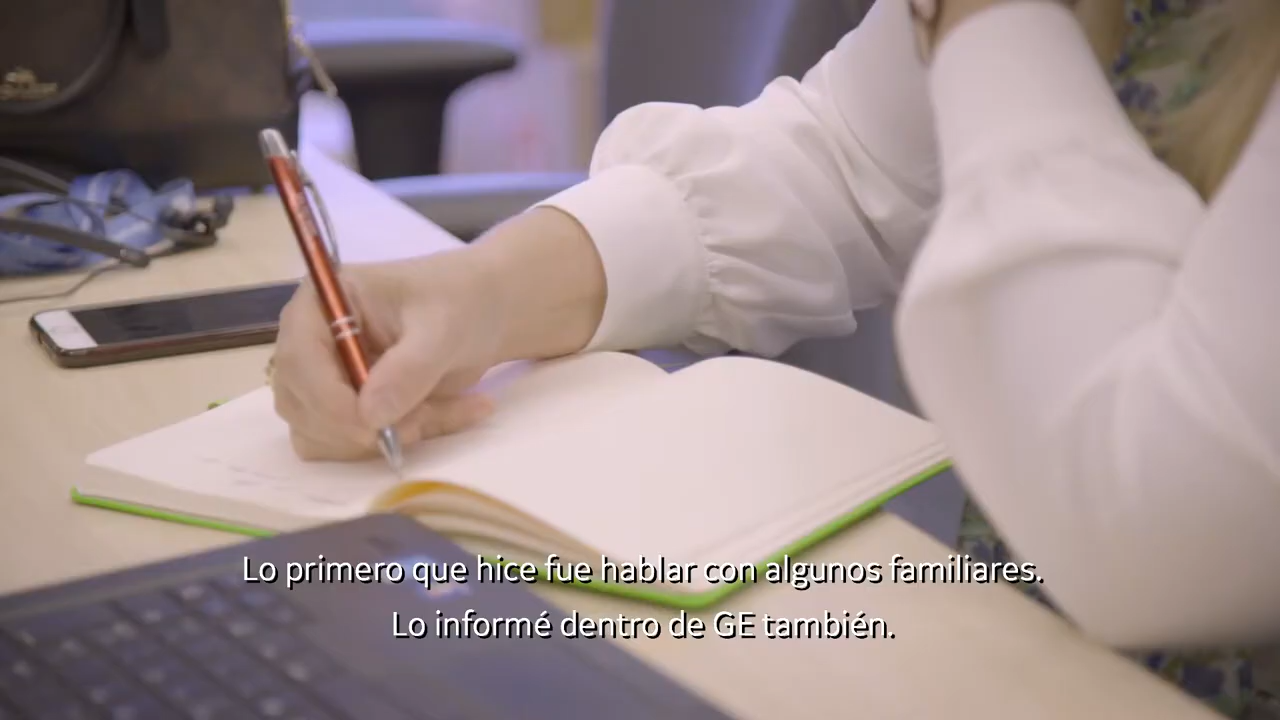 Lo primero que hice fue hablar con algunos familiares.
Lo informé dentro de GE también.